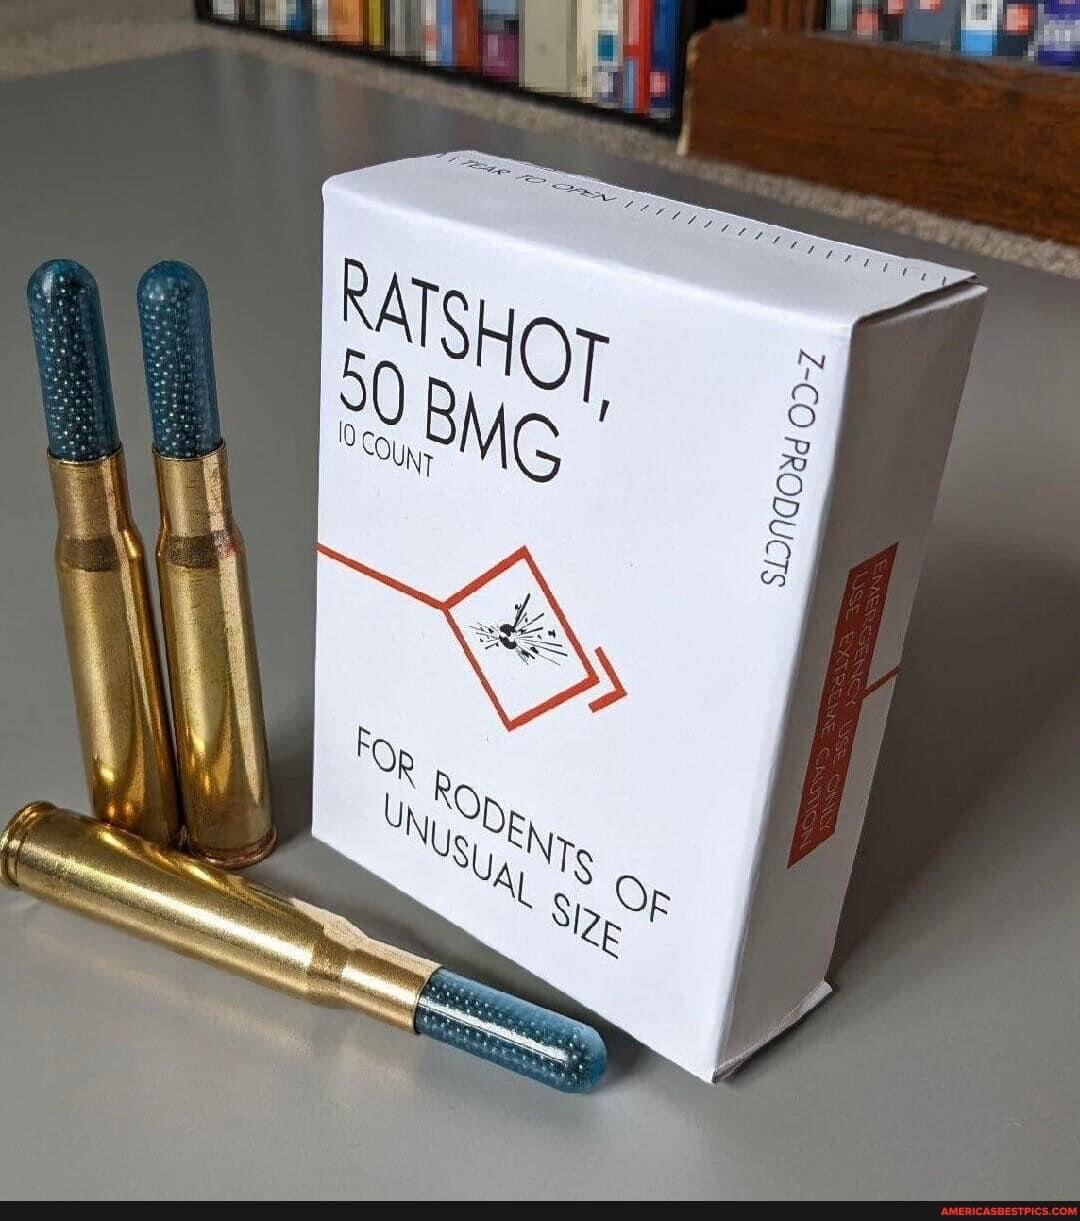 TEAR TO OPEN
RATSHOT,
50 BMG
10 COUNT
Z-CO PRODUCTS
FOR RODENTS OF
UNUSUAL SIZE
EMERGENCY USE ONLY
USE EXTREME CAUTION
AMERICASBESTPICS.COM